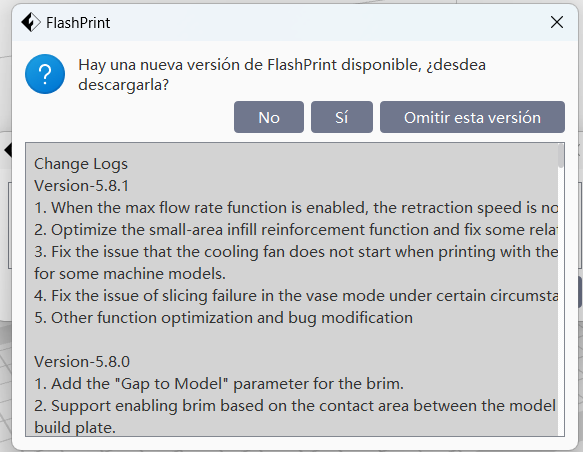 FlashPrint
Hay una nueva versión de FlashPrint disponible, ¿desdea
descargarla?
No
Sí
Omitir esta versión
Change Logs
Version-5.8.1
1. When the max flow rate function is enabled, the retraction speed is no
2. Optimize the small-area infill reinforcement function and fix some rela
3. Fix the issue that the cooling fan does not start when printing with the
for some machine models.
4. Fix the issue of slicing failure in the vase mode under certain circumsta
5. Other function optimization and bug modification
Version-5.8.0
1. Add the "Gap to Model" parameter for the brim.
2. Support enabling brim based on the contact area between the model
build plate.